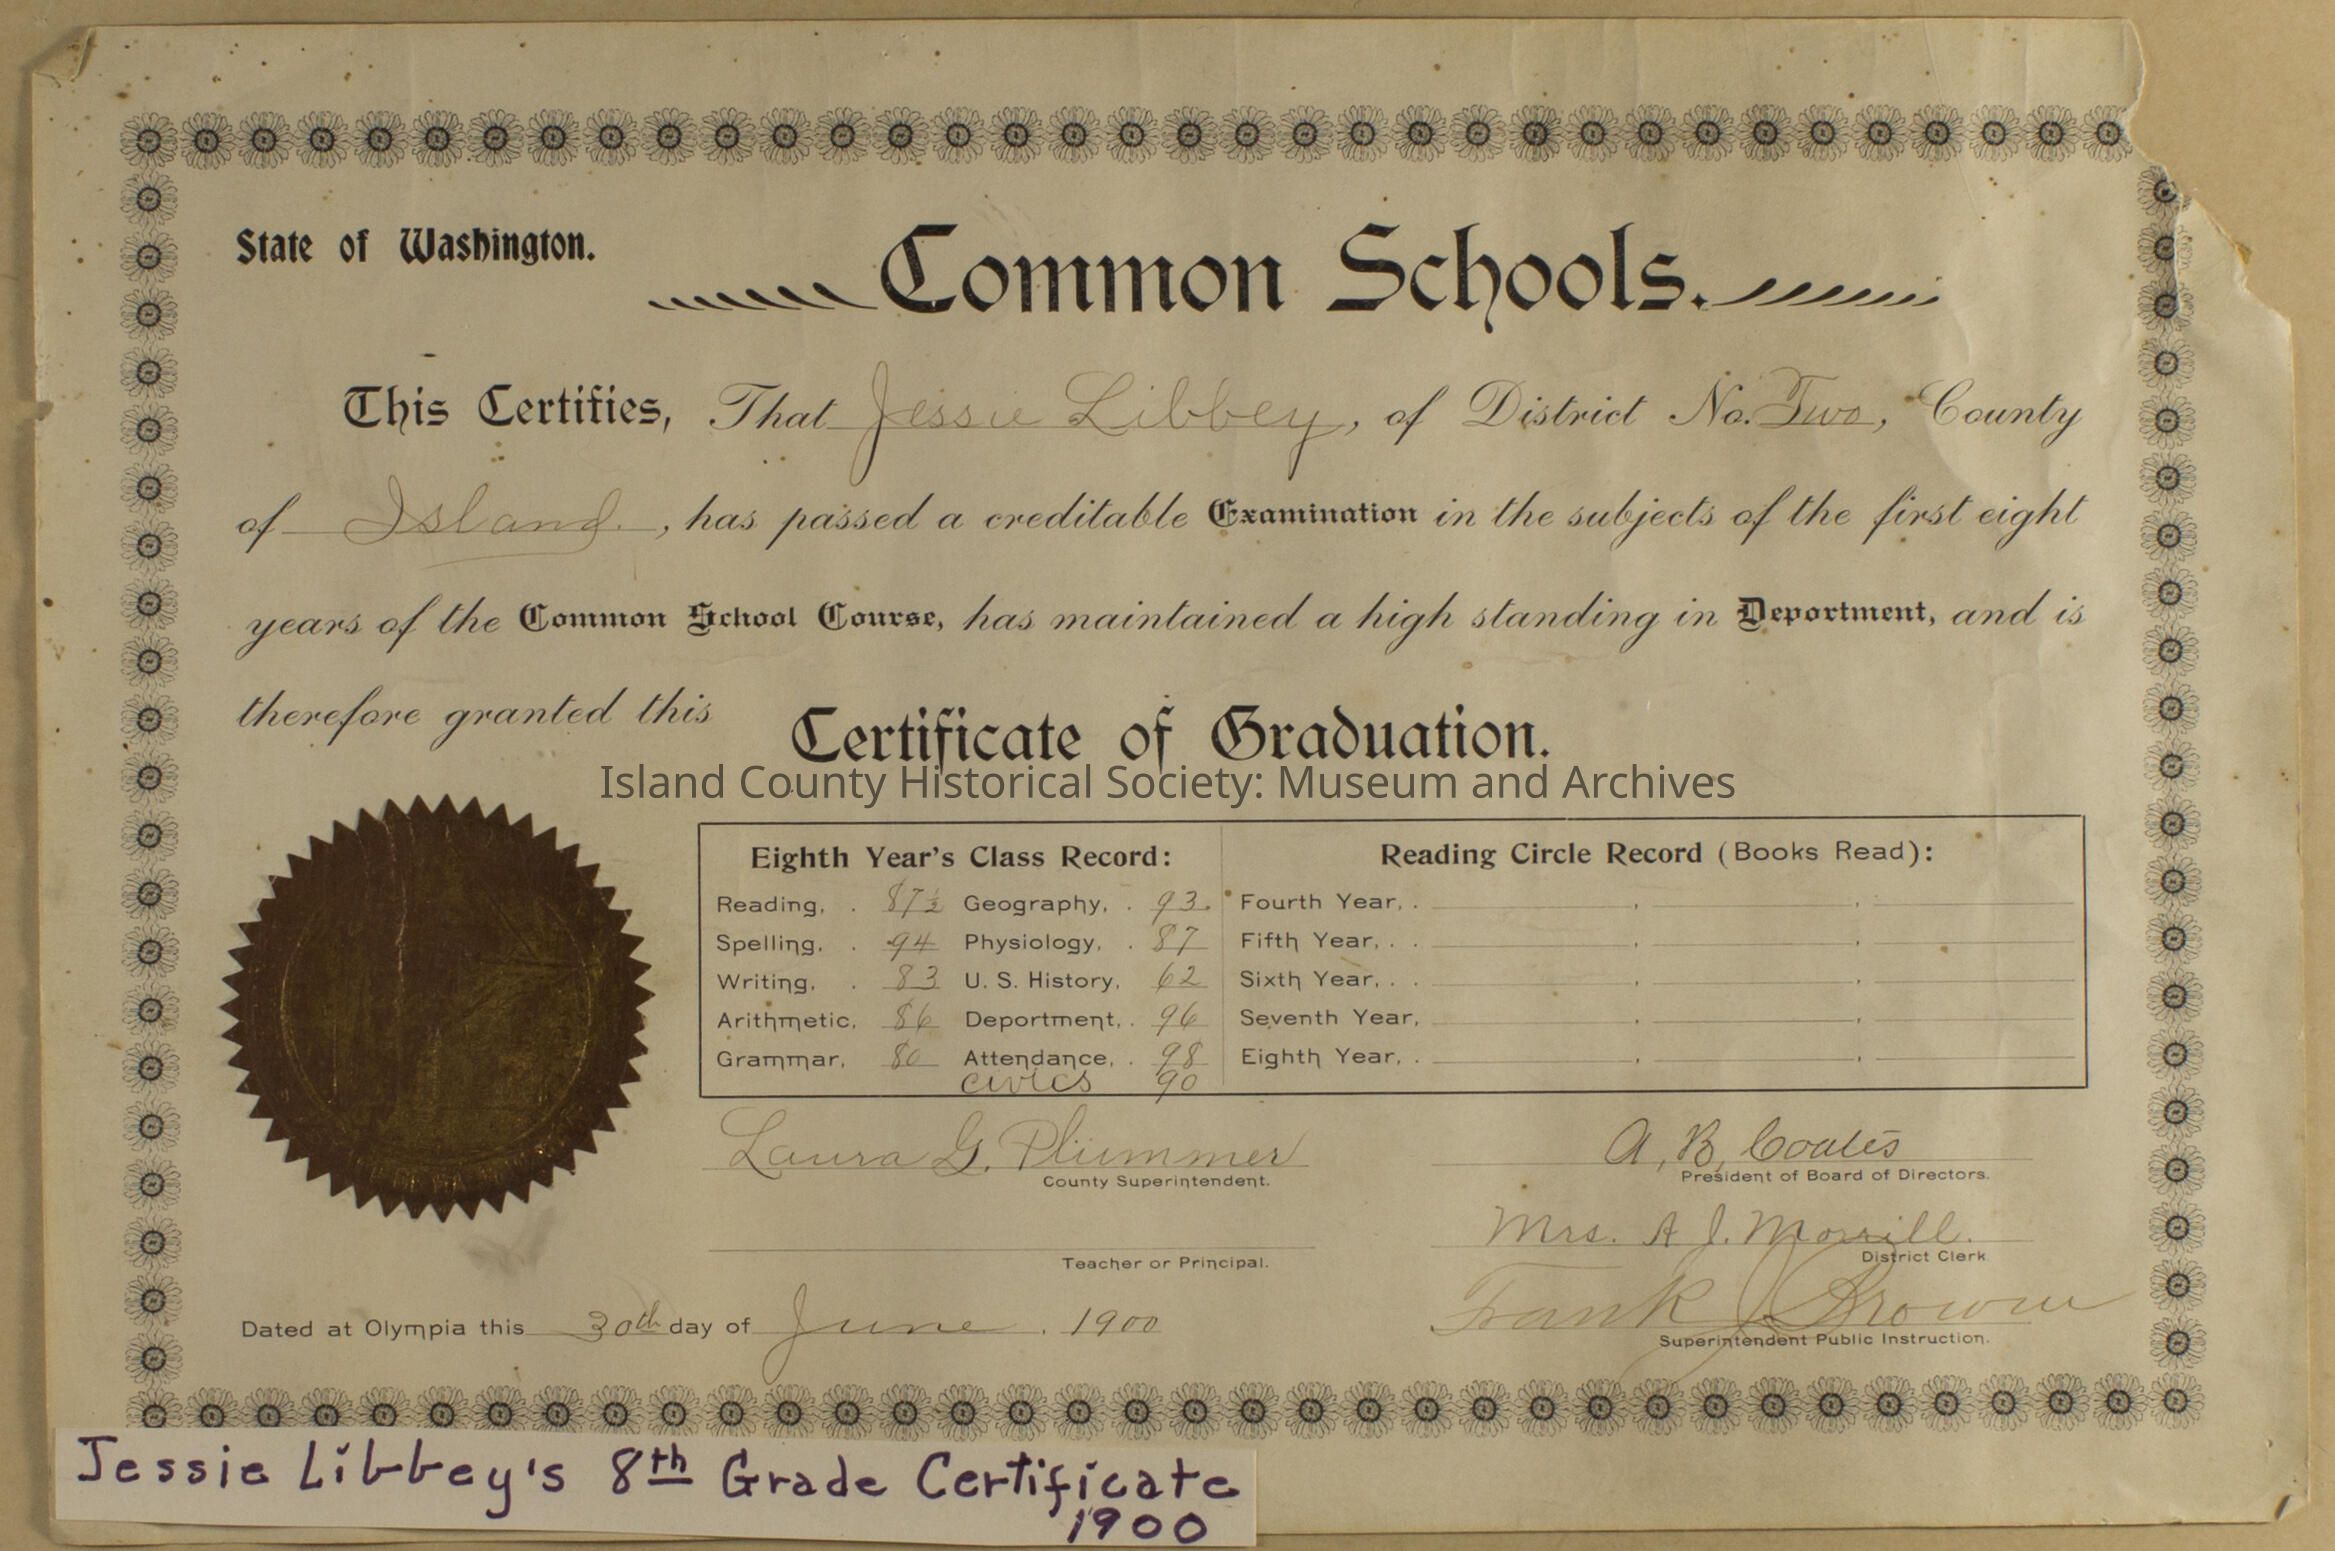 State of Washington.
Common Schools.
This Certifies, That Jessie Libbey, of District No. Two, County
of Island, has passed a creditable Examination in the subjects of the first eight
years of the Common School Course, has maintained a high standing in Department, and is
therefore granted this
Certificate of Graduation.
Island County Historical Society: Museum and Archives
Eighth Year's Class Record: Reading Circle Record (Books Read):
Reading, . 87½ Geography, . 93. Fourth Year, . , ,
Spelling, . 94 Physiology, . 87 Fifth Year, . . , ,
Writing, . 83 U. S. History, 62 Sixth Year, . . , ,
Arithmetic, 86 Deportment, . 96 Seventh Year, , ,
Grammar, 80 Attendance, . 98 Eighth Year, . , ,
civics 90
Laura G. Plummer A. B. Coates
County Superintendent. President of Board of Directors.
Mrs. A J. Morrill.
Teacher or Principal. District Clerk
Frank J Browne
Dated at Olympia this 30th day of June, 1900 Superintendent Public Instruction.
Jessie Libbey's 8th Grade Certificate
1900